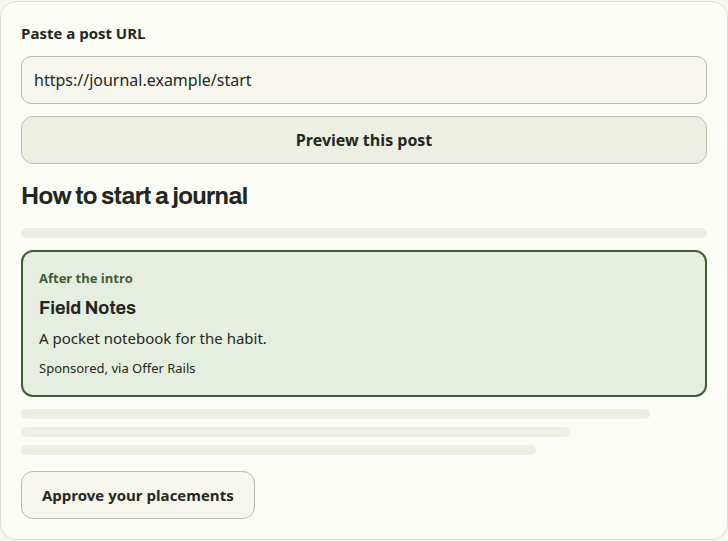 Paste a post URL
https://journal.example/start
Preview this post
How to start a journal
After the intro
Field Notes
A pocket notebook for the habit.
Sponsored, via Offer Rails
Approve your placements